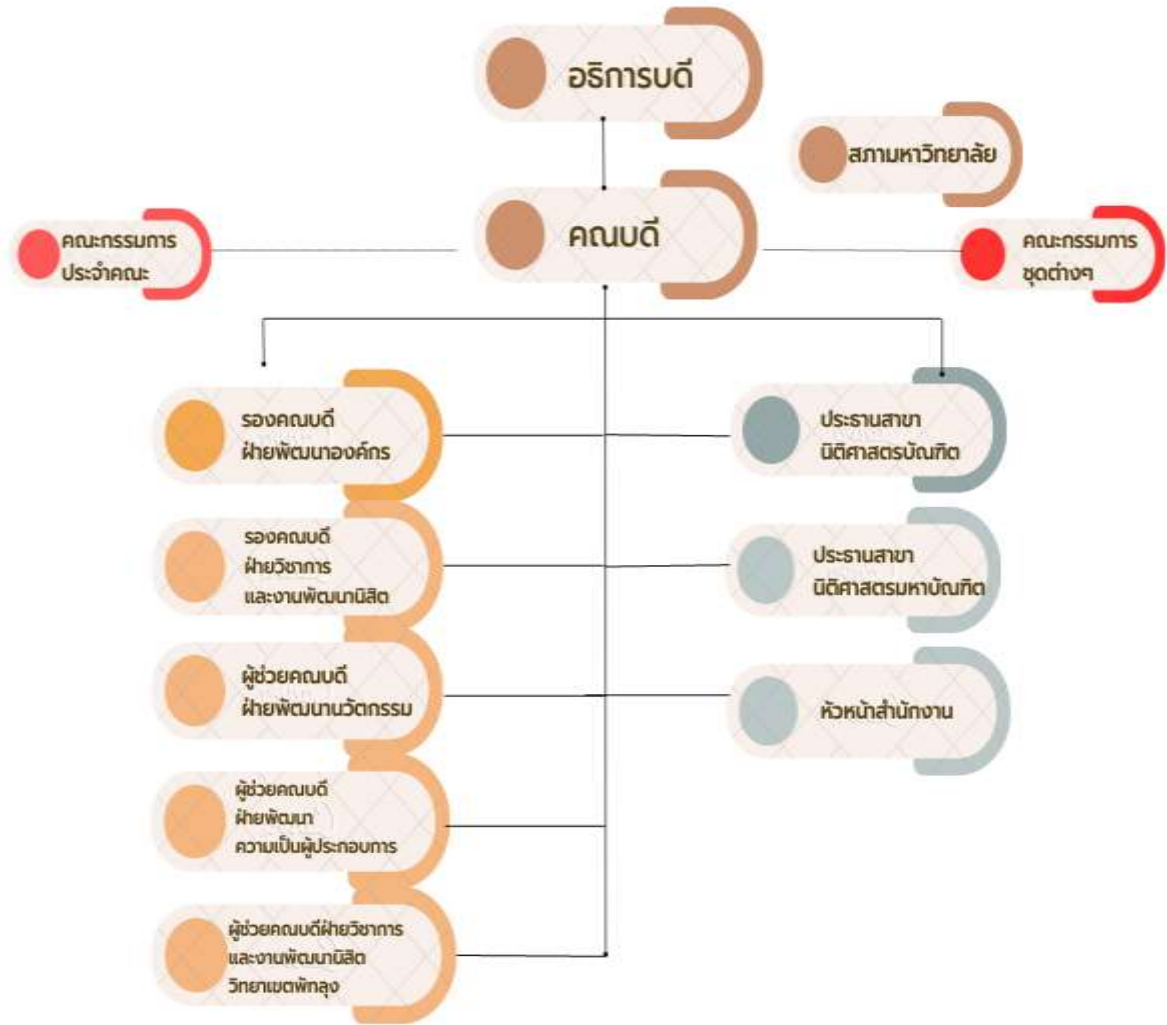 อธิการบดี
สภามหาวิทยาลัย
คณบดี
คณะกรรมการ
ประจำคณะ
คณะกรรมการ
ชุดต่างๆ
รองคณบดี
ฝ่ายพัฒนาองค์กร
ประธานสาขา
นิติศาสตรบัณฑิต
รองคณบดี
ฝ่ายวิชาการ
และงานพัฒนานิสิต
ประธานสาขา
นิติศาสตรมหาบัณฑิต
ผู้ช่วยคณบดี
ฝ่ายพัฒนานวัตกรรม
หัวหน้าสำนักงาน
ผู้ช่วยคณบดี
ฝ่ายพัฒนา
ความเป็นผู้ประกอบการ
ผู้ช่วยคณบดีฝ่ายวิชาการ
และงานพัฒนานิสิต
วิทยาเขตพัทลุง